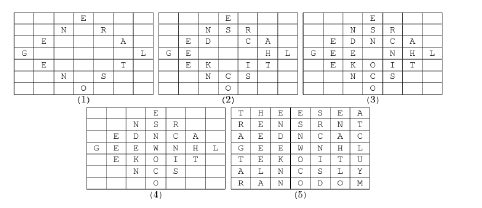 E
N R
E A
G L
E T
N S
O
(1)
E
N S R
E D C A
G E H L
E K I T
N C S
O
(2)
E
N S R
E D N C A
G E E N H L
E K O I T
N C S
O
(3)
E
N S R
E D N C A
G E E W N H L
E K O I T
N C S
O
(4)
T H E E S E A
R E N S R N T
A E D N C A C
G E E W N H L
T E K O I T U
A L N C S L Y
R A N O D O M
(5)